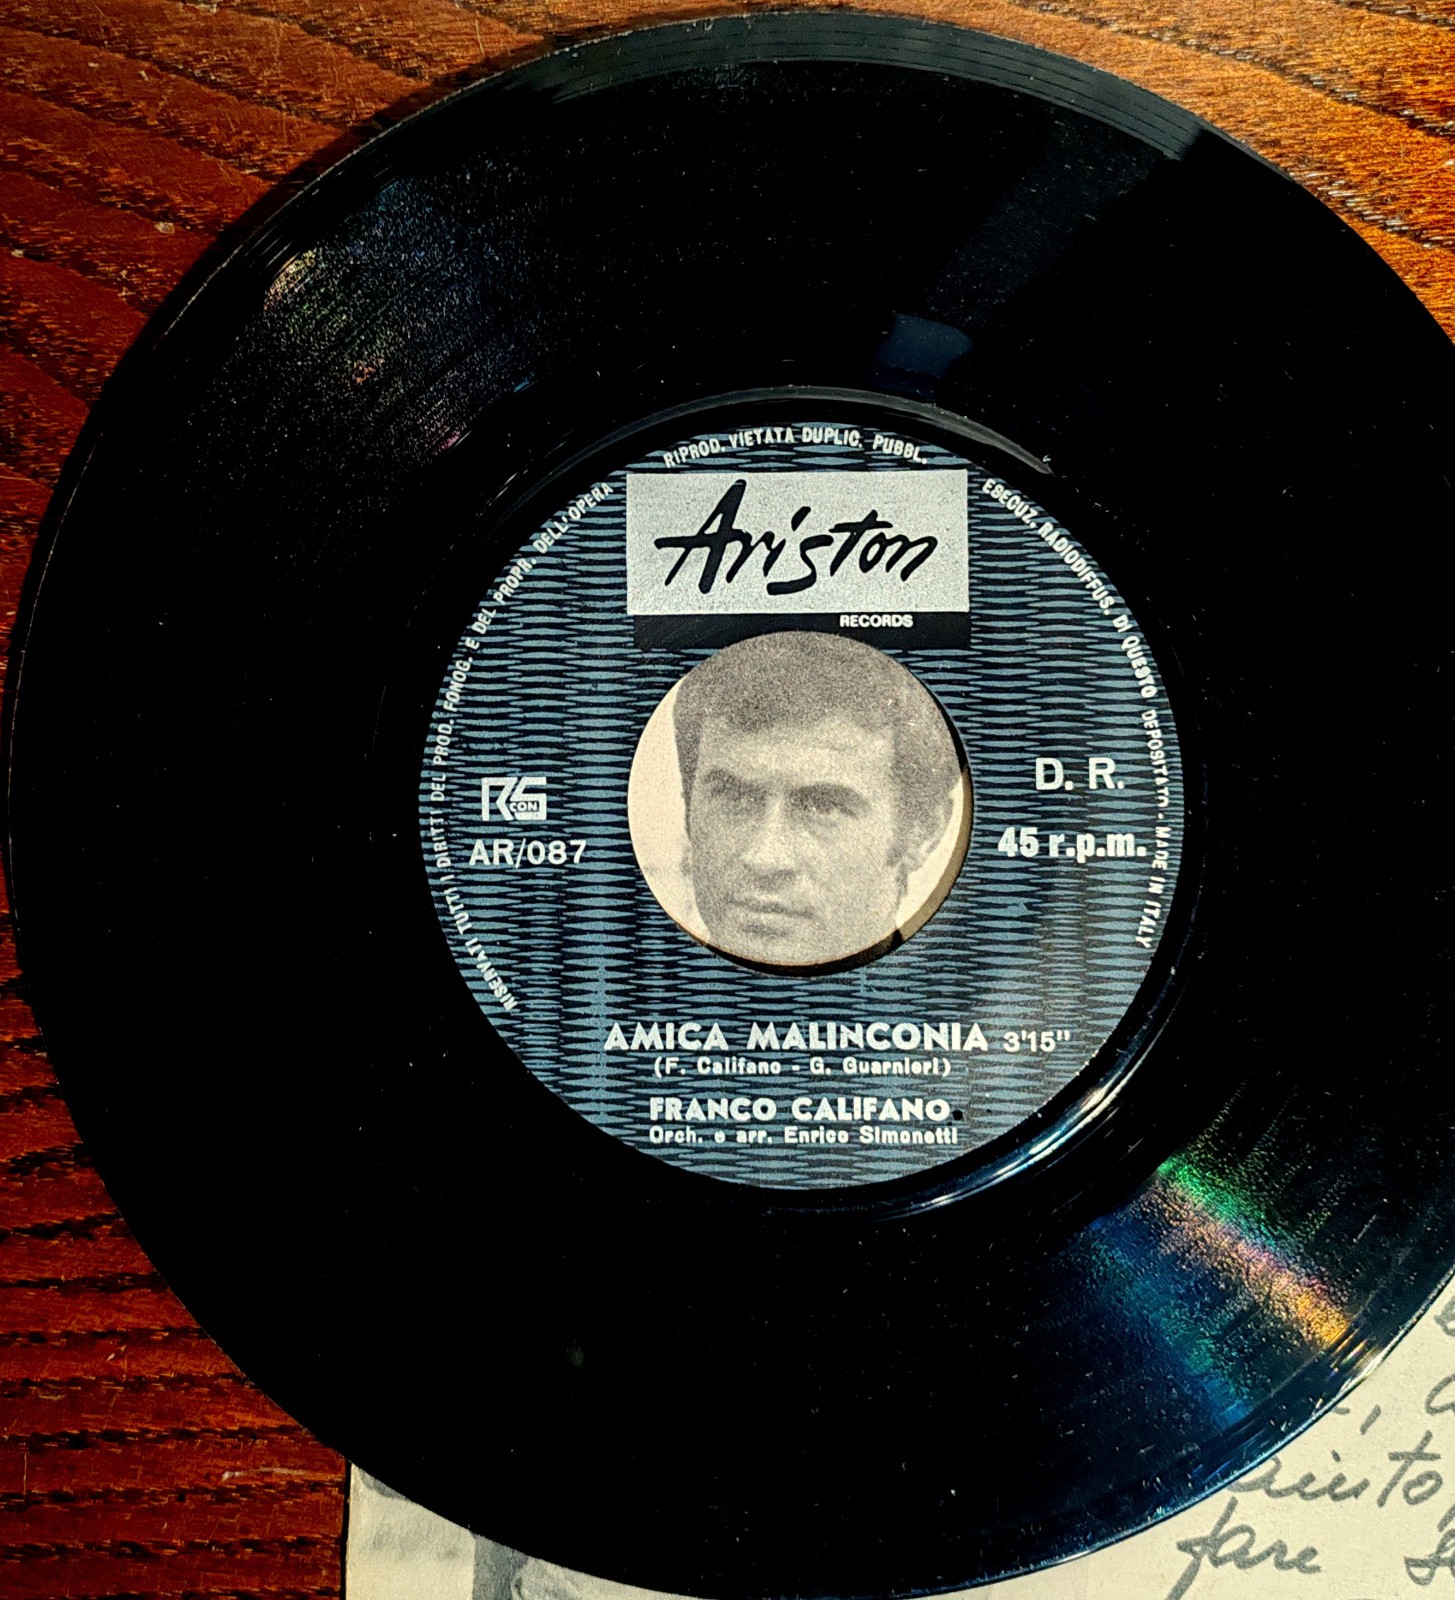 RISERVATI TUTTI I DIRITTI DEL PROD. FONOG. E DEL PROPR. DELL'OPERA
RIPROD. VIETATA DUPLIC. PUBBL.
ESECUZ. RADIODIFFUS. DI QUESTO DEPOSITATO - MADE IN ITALY
Ariston
RECORDS
RS CON
AR/087
D. R.
45 r.p.m.
AMICA MALINCONIA 3'15"
(F. Califano - G. Guarnieri)
FRANCO CALIFANO
Orch. e arr. Enrico Simonetti
fare